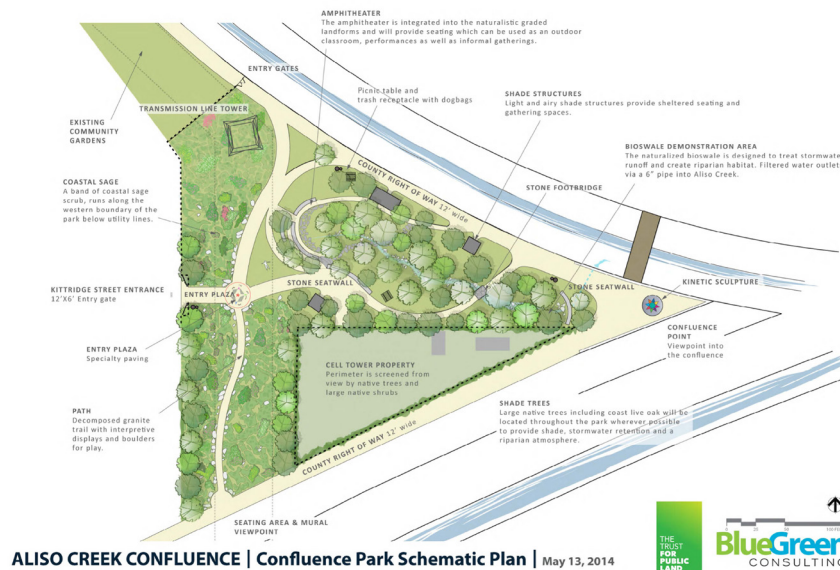 AMPHITHEATER
The amphitheater is integrated into the naturalistic graded
landforms and will provide seating which can be used as an outdoor
classroom, performances as well as informal gatherings.
ENTRY GATES
Picnic table and
trash receptacle with dogbags
SHADE STRUCTURES
Light and airy shade structures provide sheltered seating and
gathering spaces.
TRANSMISSION LINE TOWER
EXISTING
COMMUNITY
GARDENS
BIOSWALE DEMONSTRATION AREA
The naturalized bioswale is designed to treat stormwate
runoff and create riparian habitat. Filtered water outlet
via a 6" pipe into Aliso Creek.
COUNTY RIGHT OF WAY 12' wide
COASTAL SAGE
A band of coastal sage
scrub, runs along the
western boundary of the
park below utility lines.
STONE FOOTBRIDGE
KITTRIDGE STREET ENTRANCE
12'X6' Entry gate
ENTRY PLAZA
STONE SEATWALL
STONE SEATWALL
KINETIC SCULPTURE
CONFLUENCE
POINT
Viewpoint into
the confluence
ENTRY PLAZA
Specialty paving
CELL TOWER PROPERTY
Perimeter is screened from
view by native trees and
large native shrubs
PATH
Decomposed granite
trail with interpretive
displays and boulders
for play.
SHADE TREES
Large native trees including coast live oak will be
located throughout the park wherever possible
to provide shade, stormwater retention and a
riparian atmosphere.
COUNTY RIGHT OF WAY 12' wide
SEATING AREA & MURAL
VIEWPOINT
THE
TRUST
FOR
PUBLIC
LAND
BlueGreen
CONSULTING
ALISO CREEK CONFLUENCE | Confluence Park Schematic Plan | May 13, 2014